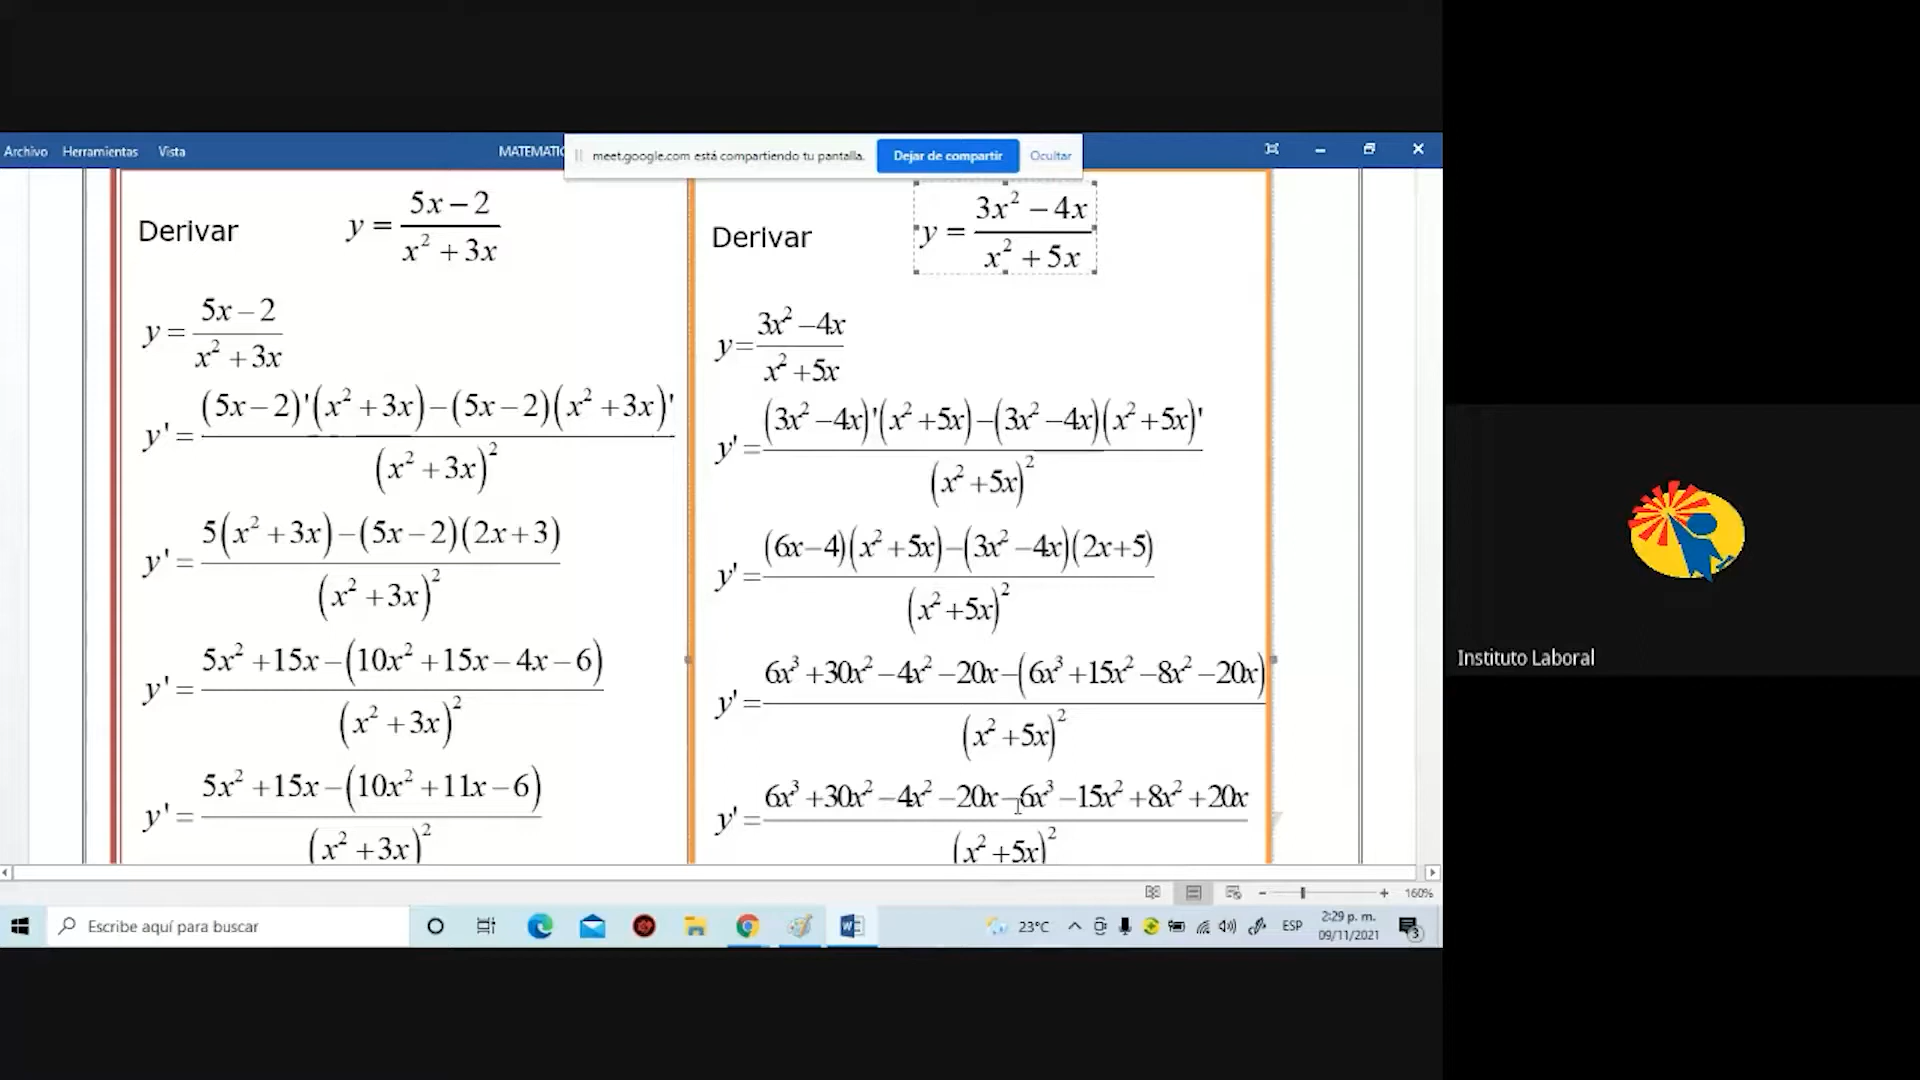 Archivo Herramientas Vista MATEMATIC
meet.google.com está compartiendo tu pantalla. Dejar de compartir Ocultar
Derivar y = (5x − 2)/(x² + 3x)
y = (5x − 2)/(x² + 3x)
y' = ((5x − 2)'(x² + 3x) − (5x − 2)(x² + 3x)')/(x² + 3x)²
y' = (5(x² + 3x) − (5x − 2)(2x + 3))/(x² + 3x)²
y' = (5x² + 15x − (10x² + 15x − 4x − 6))/(x² + 3x)²
y' = (5x² + 15x − (10x² + 11x − 6))/(x² + 3x)²
Derivar y = (3x² − 4x)/(x² + 5x)
y = (3x² − 4x)/(x² + 5x)
y' = ((3x² − 4x)'(x² + 5x) − (3x² − 4x)(x² + 5x)')/(x² + 5x)²
y' = ((6x − 4)(x² + 5x) − (3x² − 4x)(2x + 5))/(x² + 5x)²
y' = (6x³ + 30x² − 4x² − 20x − (6x³ + 15x² − 8x² − 20x))/(x² + 5x)²
y' = (6x³ + 30x² − 4x² − 20x − 6x³ − 15x² + 8x² + 20x)/(x² + 5x)²
Instituto Laboral
160%
Escribe aquí para buscar
23°C ESP
2:29 p. m.
09/11/2021
3